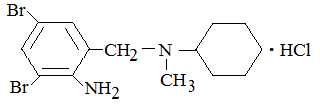 Br
CH₂ N · HCl
Br NH₂ CH₃